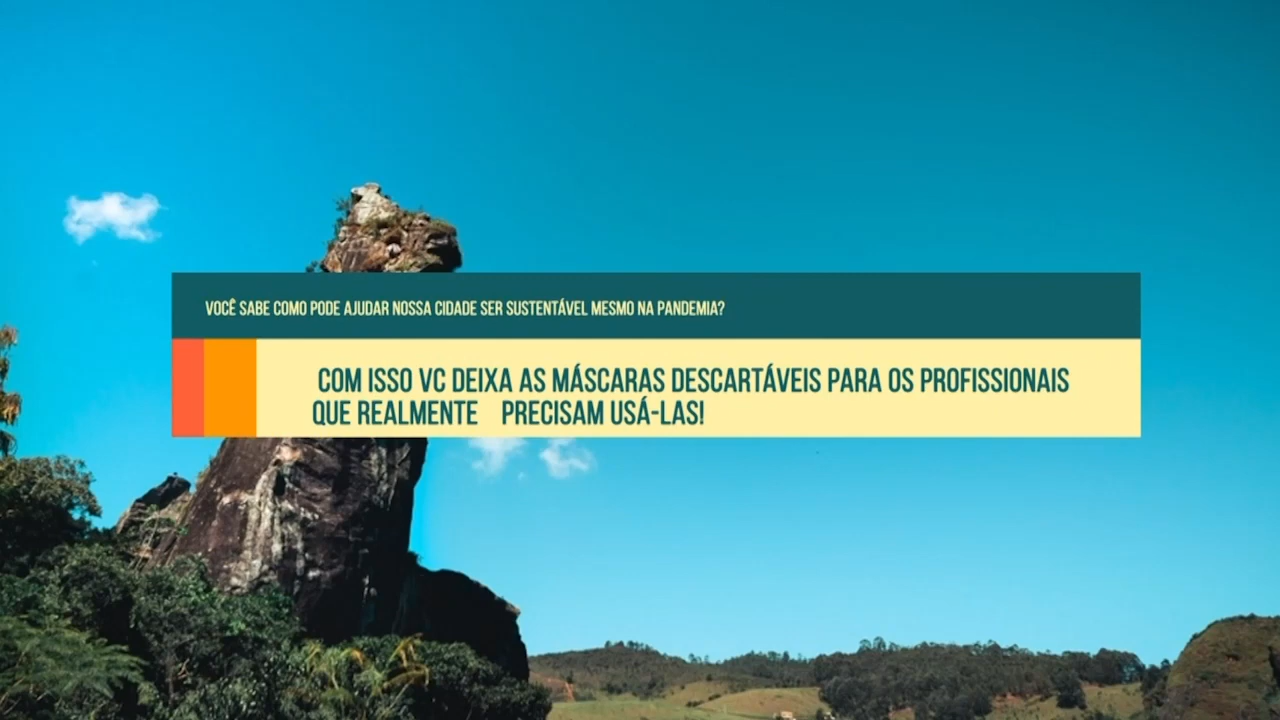 VOCÊ SABE COMO PODE AJUDAR NOSSA CIDADE SER SUSTENTÁVEL MESMO NA PANDEMIA?
COM ISSO VC DEIXA AS MÁSCARAS DESCARTÁVEIS PARA OS PROFISSIONAIS
QUE REALMENTE PRECISAM USÁ-LAS!